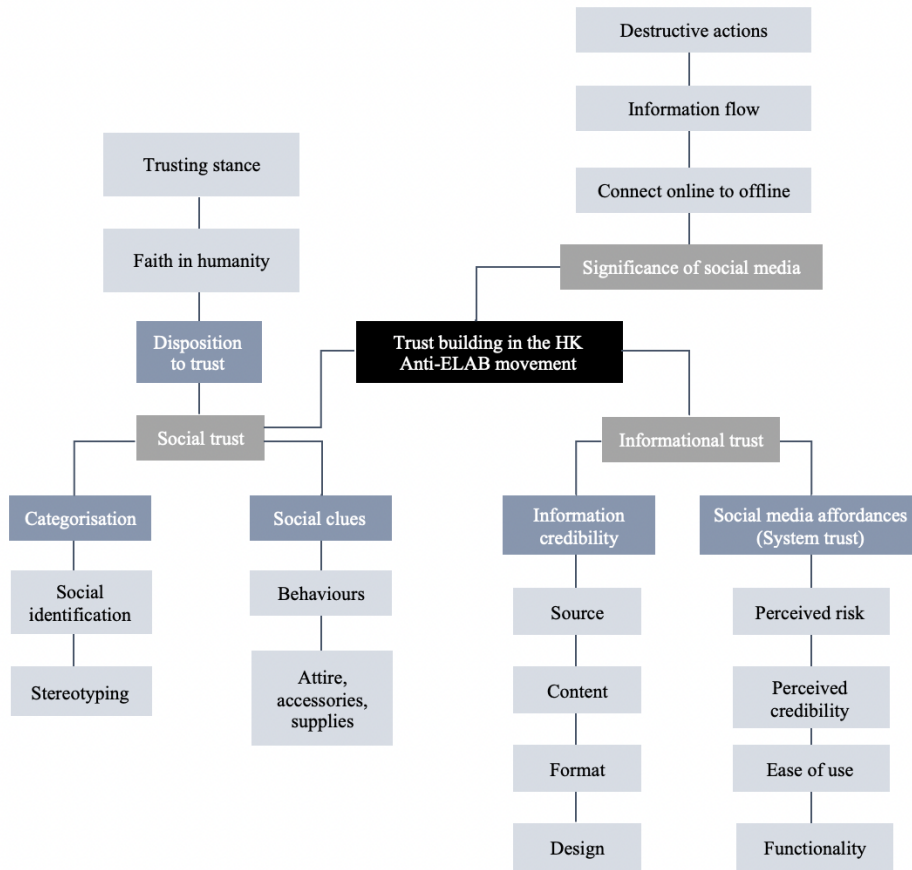 Destructive actions
Information flow
Connect online to offline
Significance of social media
Trusting stance
Faith in humanity
Disposition
to trust
Trust building in the HK
Anti-ELAB movement
Social trust
Informational trust
Categorisation
Social
identification
Stereotyping
Social clues
Behaviours
Attire,
accessories,
supplies
Information
credibility
Source
Content
Format
Design
Social media affordances
(System trust)
Perceived risk
Perceived
credibility
Ease of use
Functionality